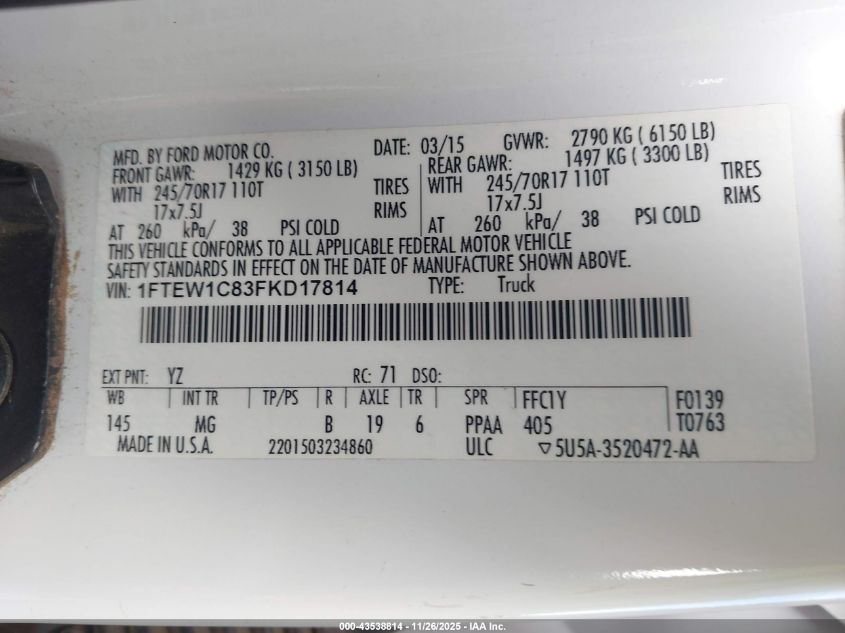 MFD. BY FORD MOTOR CO. DATE: 03/15 GVWR: 2790 KG ( 6150 LB)
FRONT GAWR: 1429 KG ( 3150 LB) REAR GAWR: 1497 KG ( 3300 LB)
WITH 245/70R17 110T TIRES WITH 245/70R17 110T TIRES
17x7.5J RIMS 17x7.5J RIMS
AT 260 kPa/ 38 PSI COLD AT 260 kPa/ 38 PSI COLD
THIS VEHICLE CONFORMS TO ALL APPLICABLE FEDERAL MOTOR VEHICLE
SAFETY STANDARDS IN EFFECT ON THE DATE OF MANUFACTURE SHOWN ABOVE.
VIN: 1FTEW1C83FKD17814 TYPE: Truck
EXT PNT: YZ RC: 71 DSO:
WB INT TR TP/PS R AXLE TR SPR FFC1Y F0139
145 MG B 19 6 PPAA 405 T0763
MADE IN U.S.A. 2201503234860 ULC ▽5U5A-3520472-AA
000-43538814 - 11/26/2025 - IAA Inc.